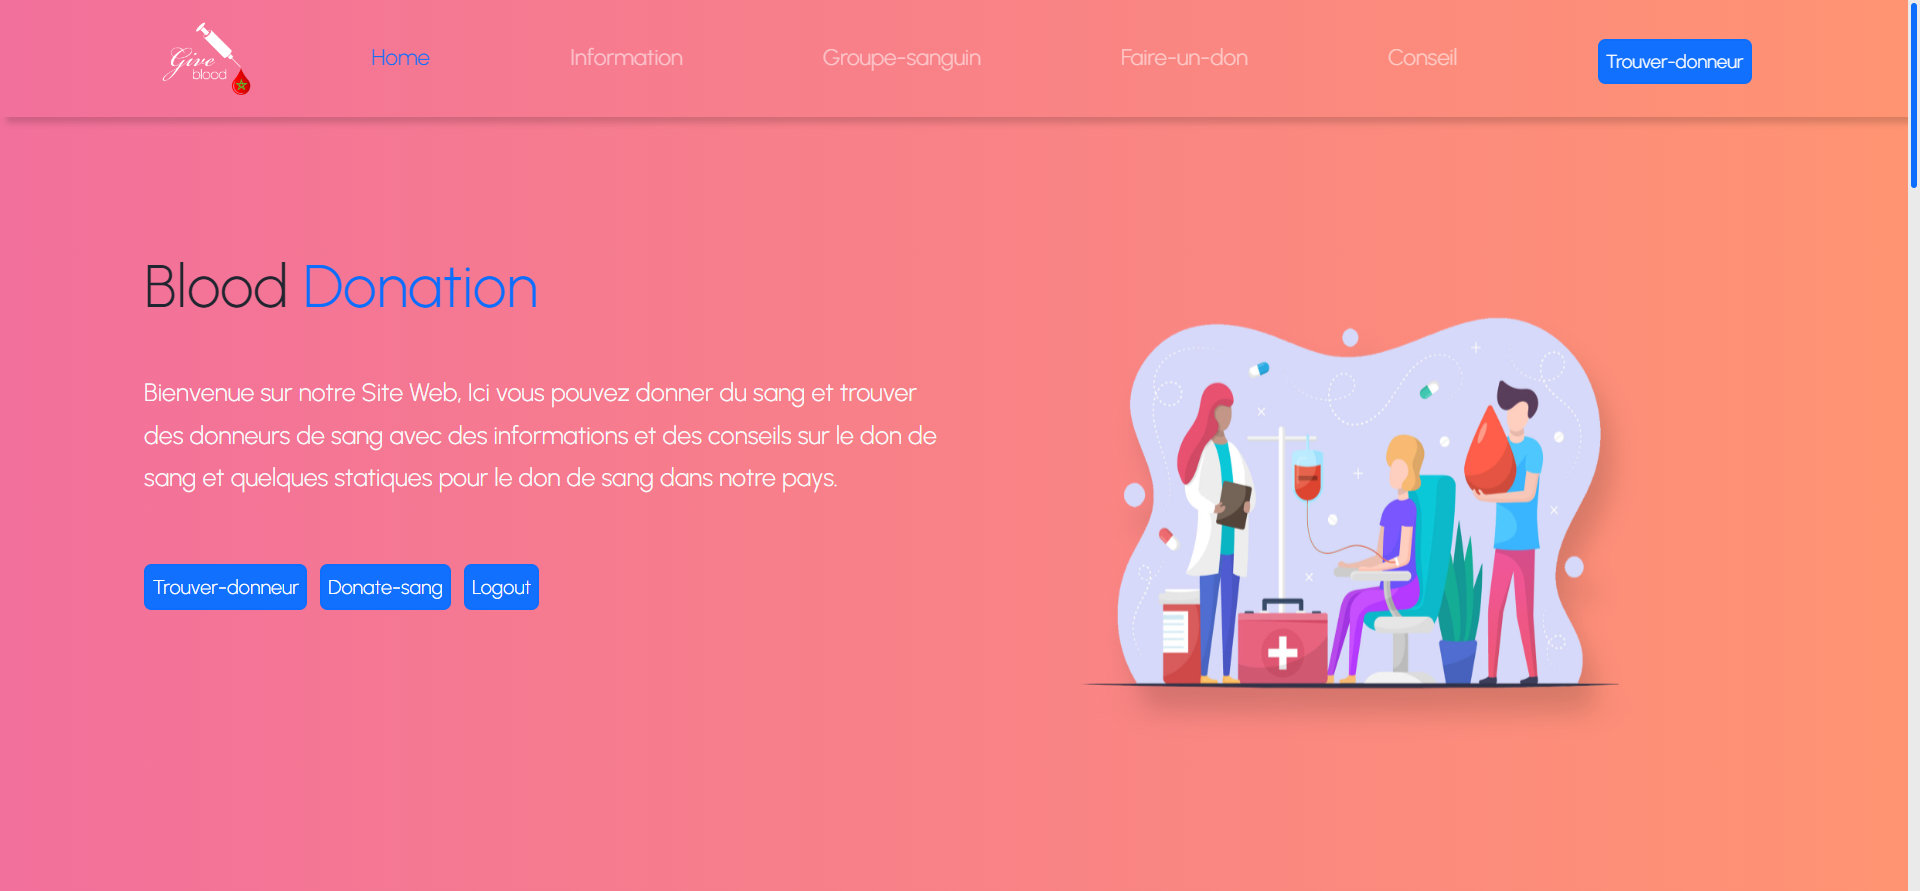 Give
blood
Home
Information
Groupe-sanguin
Faire-un-don
Conseil
Trouver-donneur
Blood Donation
Bienvenue sur notre Site Web, Ici vous pouvez donner du sang et trouver
des donneurs de sang avec des informations et des conseils sur le don de
sang et quelques statiques pour le don de sang dans notre pays.
Trouver-donneur
Donate-sang
Logout